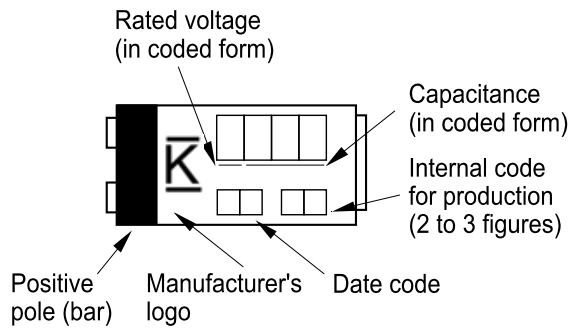 Rated voltage
(in coded form)
Capacitance
(in coded form)
K
Internal code
for production
(2 to 3 figures)
Positive
pole (bar)
Manufacturer's
logo
Date code